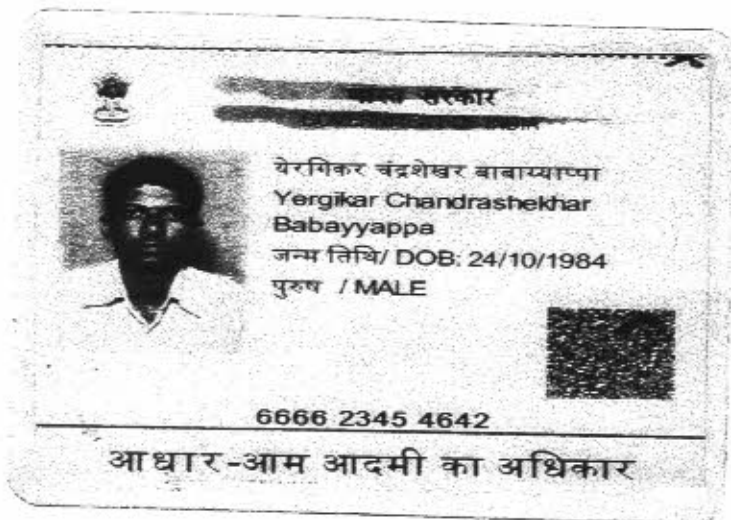 भारत सरकार
येरगिकर चंद्रशेखर बाबाय्याप्पा
Yergikar Chandrashekhar
Babayyappa
जन्म तिथि/ DOB: 24/10/1984
पुरुष / MALE
6666 2345 4642
आधार-आम आदमी का अधिकार